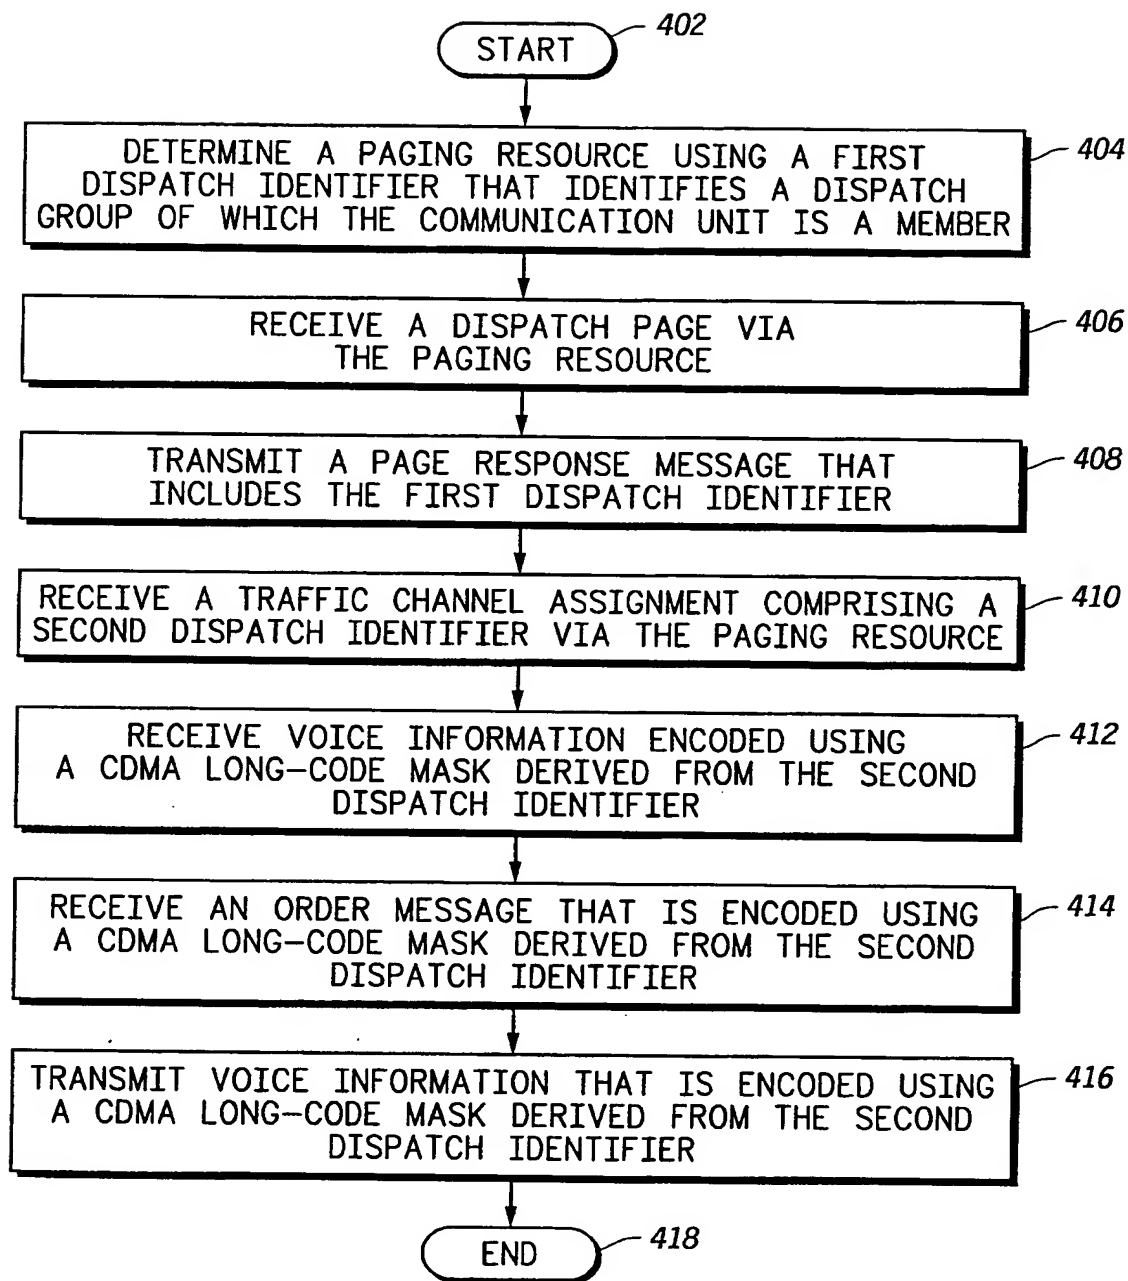 START
402
DETERMINE A PAGING RESOURCE USING A FIRST
DISPATCH IDENTIFIER THAT IDENTIFIES A DISPATCH
GROUP OF WHICH THE COMMUNICATION UNIT IS A MEMBER
404
RECEIVE A DISPATCH PAGE VIA
THE PAGING RESOURCE
406
TRANSMIT A PAGE RESPONSE MESSAGE THAT
INCLUDES THE FIRST DISPATCH IDENTIFIER
408
RECEIVE A TRAFFIC CHANNEL ASSIGNMENT COMPRISING A
SECOND DISPATCH IDENTIFIER VIA THE PAGING RESOURCE
410
RECEIVE VOICE INFORMATION ENCODED USING
A CDMA LONG-CODE MASK DERIVED FROM THE SECOND
DISPATCH IDENTIFIER
412
RECEIVE AN ORDER MESSAGE THAT IS ENCODED USING
A CDMA LONG-CODE MASK DERIVED FROM THE SECOND
DISPATCH IDENTIFIER
414
TRANSMIT VOICE INFORMATION THAT IS ENCODED USING
A CDMA LONG-CODE MASK DERIVED FROM THE SECOND
DISPATCH IDENTIFIER
416
END
418